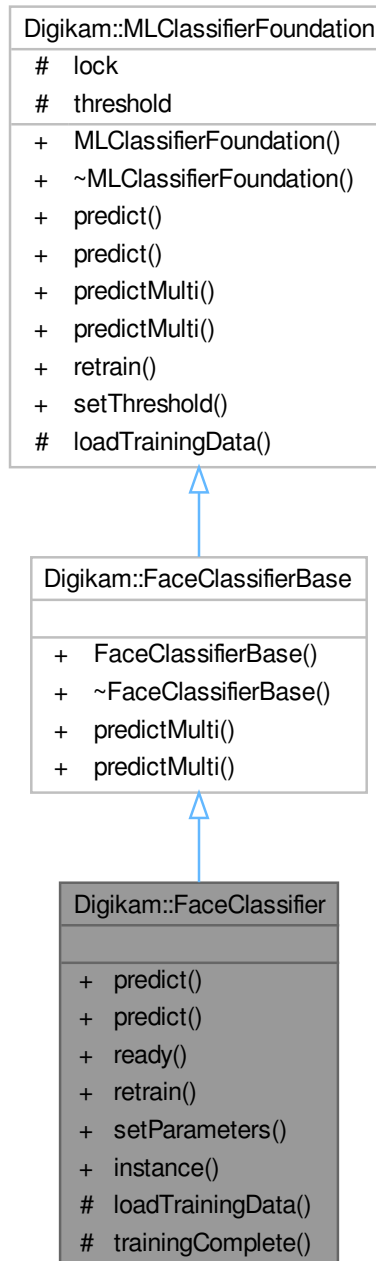 Digikam::MLClassifierFoundation
# lock
# threshold
+ MLClassifierFoundation()
+ ~MLClassifierFoundation()
+ predict()
+ predict()
+ predictMulti()
+ predictMulti()
+ retrain()
+ setThreshold()
# loadTrainingData()
Digikam::FaceClassifierBase
+ FaceClassifierBase()
+ ~FaceClassifierBase()
+ predictMulti()
+ predictMulti()
Digikam::FaceClassifier
+ predict()
+ predict()
+ ready()
+ retrain()
+ setParameters()
+ instance()
# loadTrainingData()
# trainingComplete()